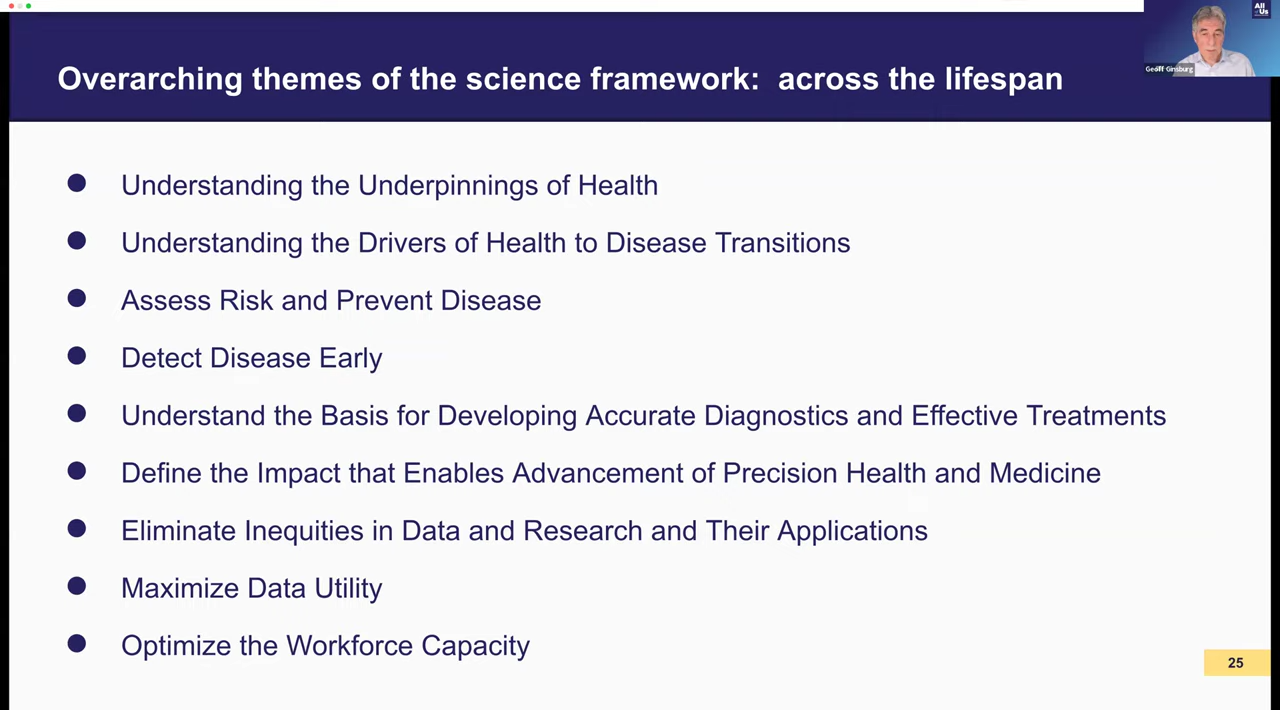 All
of Us
Geoff Ginsburg
Overarching themes of the science framework:  across the lifespan
● Understanding the Underpinnings of Health
● Understanding the Drivers of Health to Disease Transitions
● Assess Risk and Prevent Disease
● Detect Disease Early
● Understand the Basis for Developing Accurate Diagnostics and Effective Treatments
● Define the Impact that Enables Advancement of Precision Health and Medicine
● Eliminate Inequities in Data and Research and Their Applications
● Maximize Data Utility
● Optimize the Workforce Capacity
25